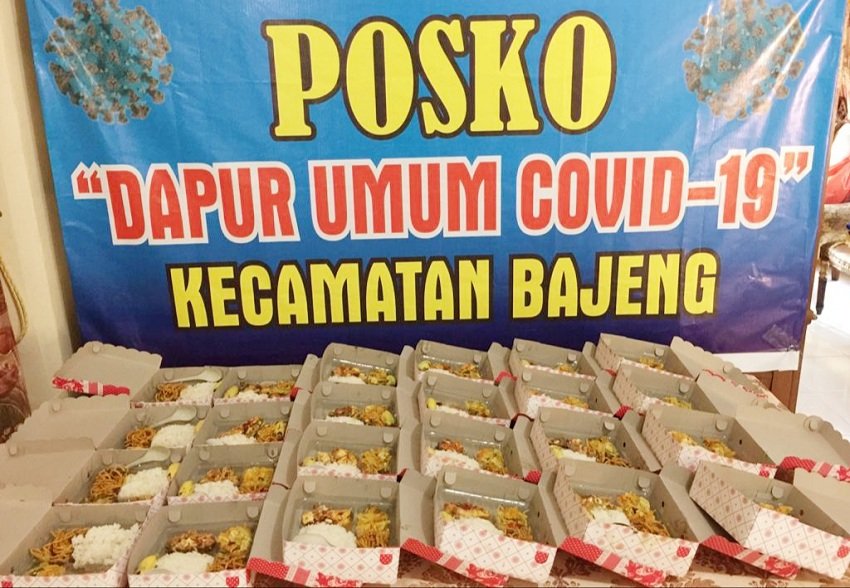 POSKO
“DAPUR UMUM COVID-19”
KECAMATAN BAJENG